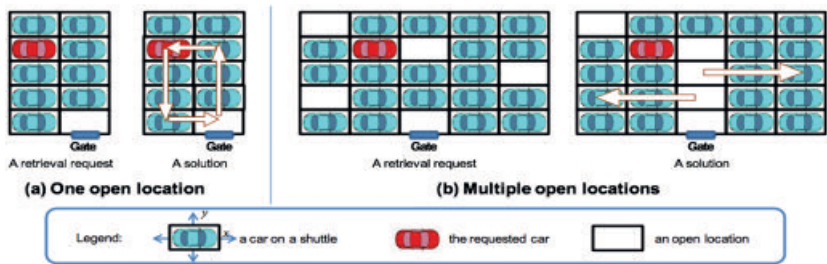 Gate
Gate
A retrieval request
A solution
(a) One open location
Gate
Gate
A retrieval request
A solution
(b) Multiple open locations
Legend:
y
x
a car on a shuttle
the requested car
an open location